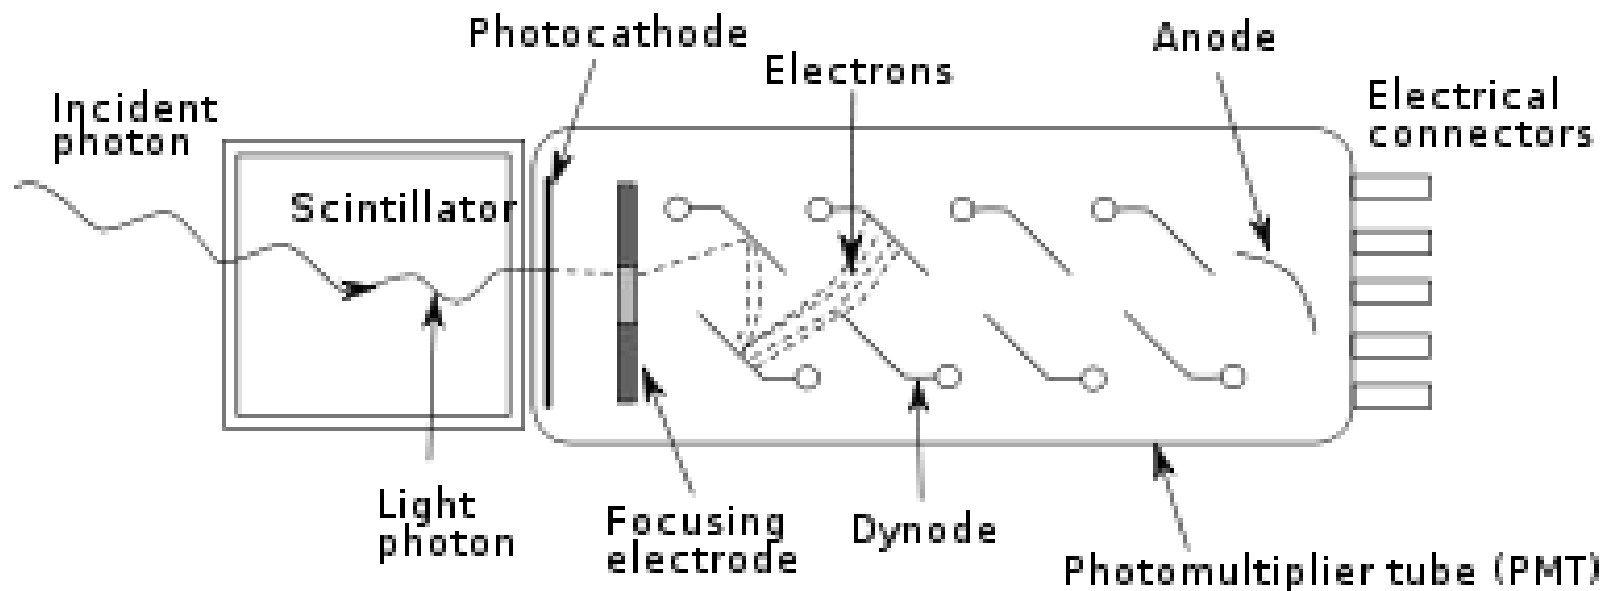 Photocathode
Anode
Electrons
Electrical
connectors
Incident
photon
Scintillator
Light
photon
Focusing
electrode
Dynode
Photomultiplier tube (PMT)